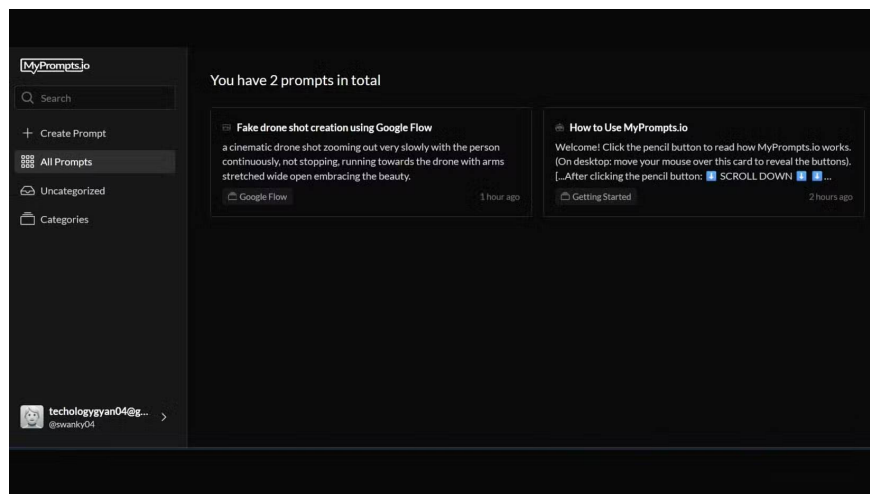 MyPrompts.io
Search
Create Prompt
All Prompts
Uncategorized
Categories
techologygyan04@g...
@swanky04
You have 2 prompts in total
Fake drone shot creation using Google Flow
a cinematic drone shot zooming out very slowly with the person
continuously, not stopping, running towards the drone with arms
stretched wide open embracing the beauty.
Google Flow
1 hour ago
How to Use MyPrompts.io
Welcome! Click the pencil button to read how MyPrompts.io works.
(On desktop: move your mouse over this card to reveal the buttons).
[...After clicking the pencil button: ⬇️ SCROLL DOWN ⬇️ ⬇️ ...
Getting Started
2 hours ago